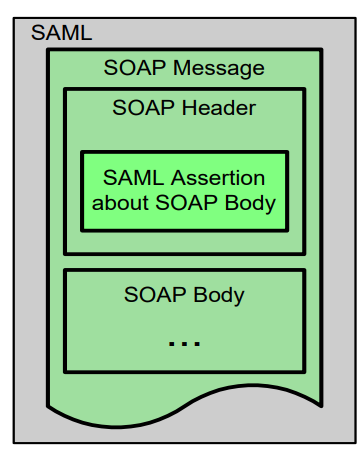 SAML
SOAP Message
SOAP Header
SAML Assertion
about SOAP Body
SOAP Body
...